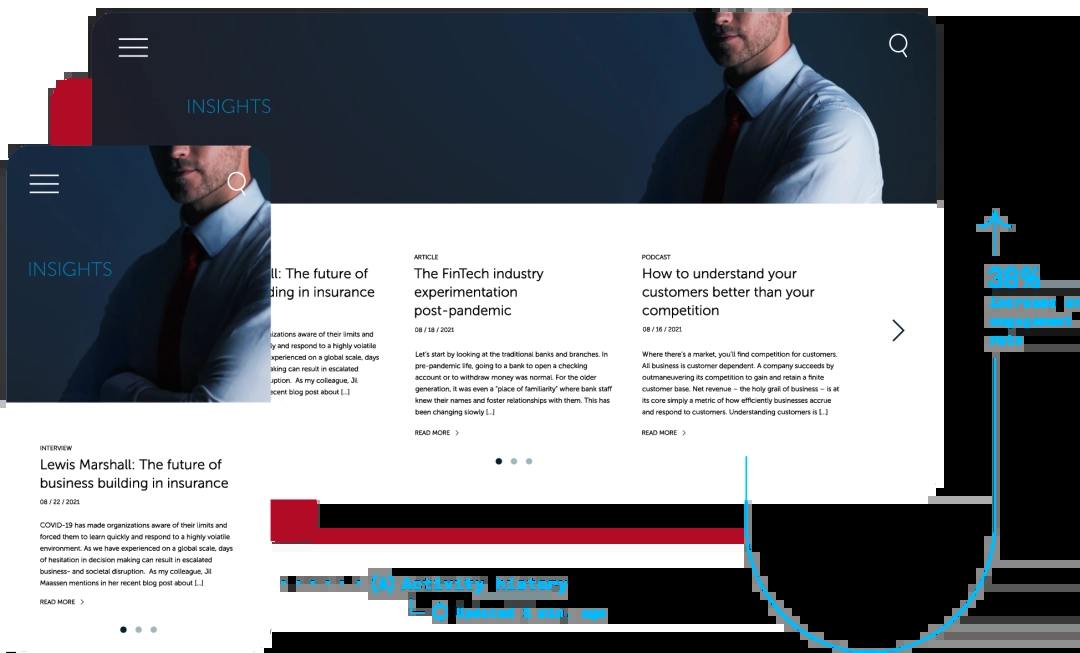 INSIGHTS
INSIGHTS
ll: The future of
ding in insurance
izations aware of their limits and
ly and respond to a highly volatile
xperienced on a global scale, days
aking can result in escalated
uption. As my colleague, Jil
ecent blog post about [...]
ARTICLE
The FinTech industry
experimentation
post-pandemic
08 / 18 / 2021
Let's start by looking at the traditional banks and branches. In
pre-pandemic life, going to a bank to open a checking
account or to withdraw money was normal. For the older
generation, it was even a "place of familiarity" where bank staff
knew their names and foster relationships with them. This has
been changing slowly [...]
READ MORE
PODCAST
How to understand your
customers better than your
competition
08 / 16 / 2021
Where there's a market, you'll find competition for customers.
All business is customer dependent. A company succeeds by
outmaneuvering its competition to gain and retain a finite
customer base. Net revenue – the holy grail of business – is at
its core simply a metric of how efficiently businesses accrue
and respond to customers. Understanding customers is [...]
READ MORE
38%
increase
engagement
rate
INTERVIEW
Lewis Marshall: The future of
business building in insurance
08 / 22 / 2021
COVID-19 has made organizations aware of their limits and
forced them to learn quickly and respond to a highly volatile
environment. As we have experienced on a global scale, days
of hesitation in decision making can result in escalated
business- and societal disruption. As my colleague, Jil
Maassen mentions in her recent blog post about [...]
READ MORE
(A) Activity history
Updated 5 min. ago